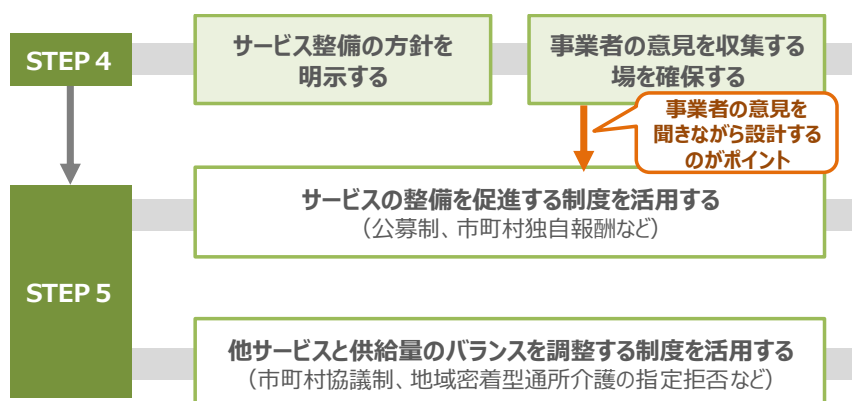 STEP 4
サービス整備の方針を
明示する
事業者の意見を収集する
場を確保する
事業者の意見を
聞きながら設計する
のがポイント
STEP 5
サービスの整備を促進する制度を活用する
（公募制、市町村独自報酬など）
他サービスと供給量のバランスを調整する制度を活用する
（市町村協議制、地域密着型通所介護の指定拒否など）